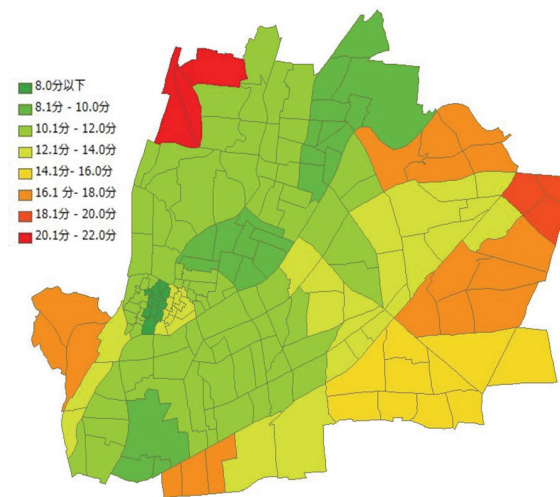 8.0分以下
8.1分 - 10.0分
10.1分 - 12.0分
12.1分 - 14.0分
14.1分- 16.0分
16.1 分- 18.0分
18.1分 - 20.0分
20.1分 - 22.0分